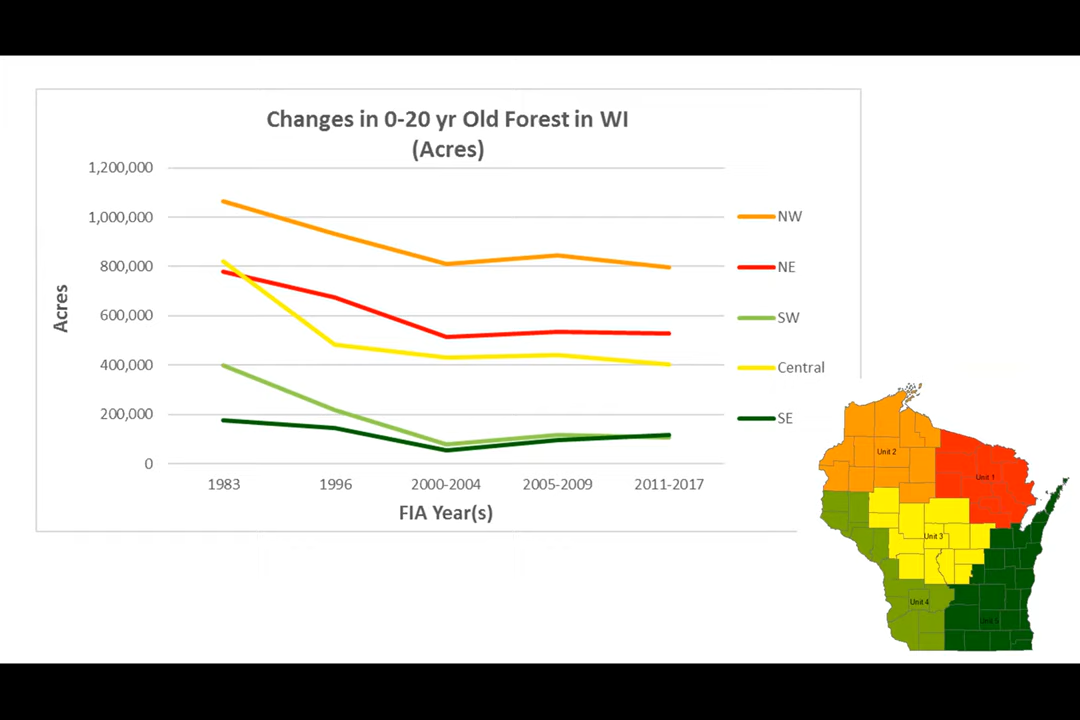 Changes in 0-20 yr Old Forest in WI
(Acres)
1,200,000
1,000,000
800,000
600,000
400,000
200,000
0
Acres
1983 1996 2000-2004 2005-2009 2011-2017
FIA Year(s)
NW
NE
SW
Central
SE
Unit 2
Unit 1
Unit 3
Unit 4